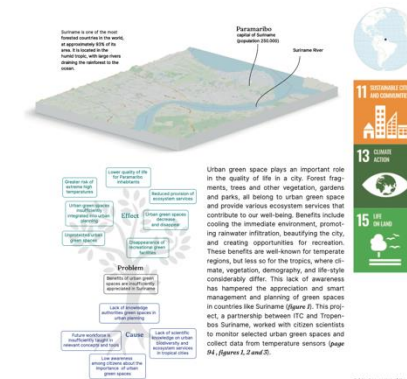 Suriname is one of the most
forested countries in the world,
at approximately 93% of its
area. It is located in the
humid tropic, with large rivers
draining the rainforest to the
ocean.
Paramaribo
capital of Suriname
(population 250.000)
Suriname River
11 SUSTAINABLE CITI
AND COMMUNITI
13 CLIMATE
ACTION
15 LIFE
ON LAND
Lower quality of life
for Paramaribo
inhabitants
Greater risk of
extreme high
temperatures
Reduced provision of
ecosystem services
Urban green spaces
insufficiently
integrated into urban
planning
Effect
Urban green spaces
decrease,
and disappear
Unprotected urban
green spaces
Disappearance of
recreational green
facilities
Problem
Benefits of urban green
spaces are insufficiently
appreciated in Suriname
Lack of knowledge
authorities green spaces in
urban planning
Future workforce is
insufficiently taught in
relevant concepts and tools
Cause
Lack of scientific
knowledge on urban
biodiversity and
ecosystem services
in tropical cities
Low awareness
among citizens about the
importance of urban
green spaces
Urban green space plays an important role
in the quality of life in a city. Forest frag-
ments, trees and other vegetation, gardens
and parks, all belong to urban green space
and provide various ecosystem services that
contribute to our well-being. Benefits include
cooling the immediate environment, promot-
ing rainwater infiltration, beautifying the city,
and creating opportunities for recreation.
These benefits are well-known for temperate
regions, but less so for the tropics, where cli-
mate, vegetation, demography, and life-style
considerably differ. This lack of awareness
has hampered the appreciation and smart
management and planning of green spaces
in countries like Suriname (figure 2). This proj-
ect, a partnership between ITC and Tropen-
bos Suriname, worked with citizen scientists
to monitor selected urban green spaces and
collect data from temperature sensors (page
94, figures 1, 2 and 3).